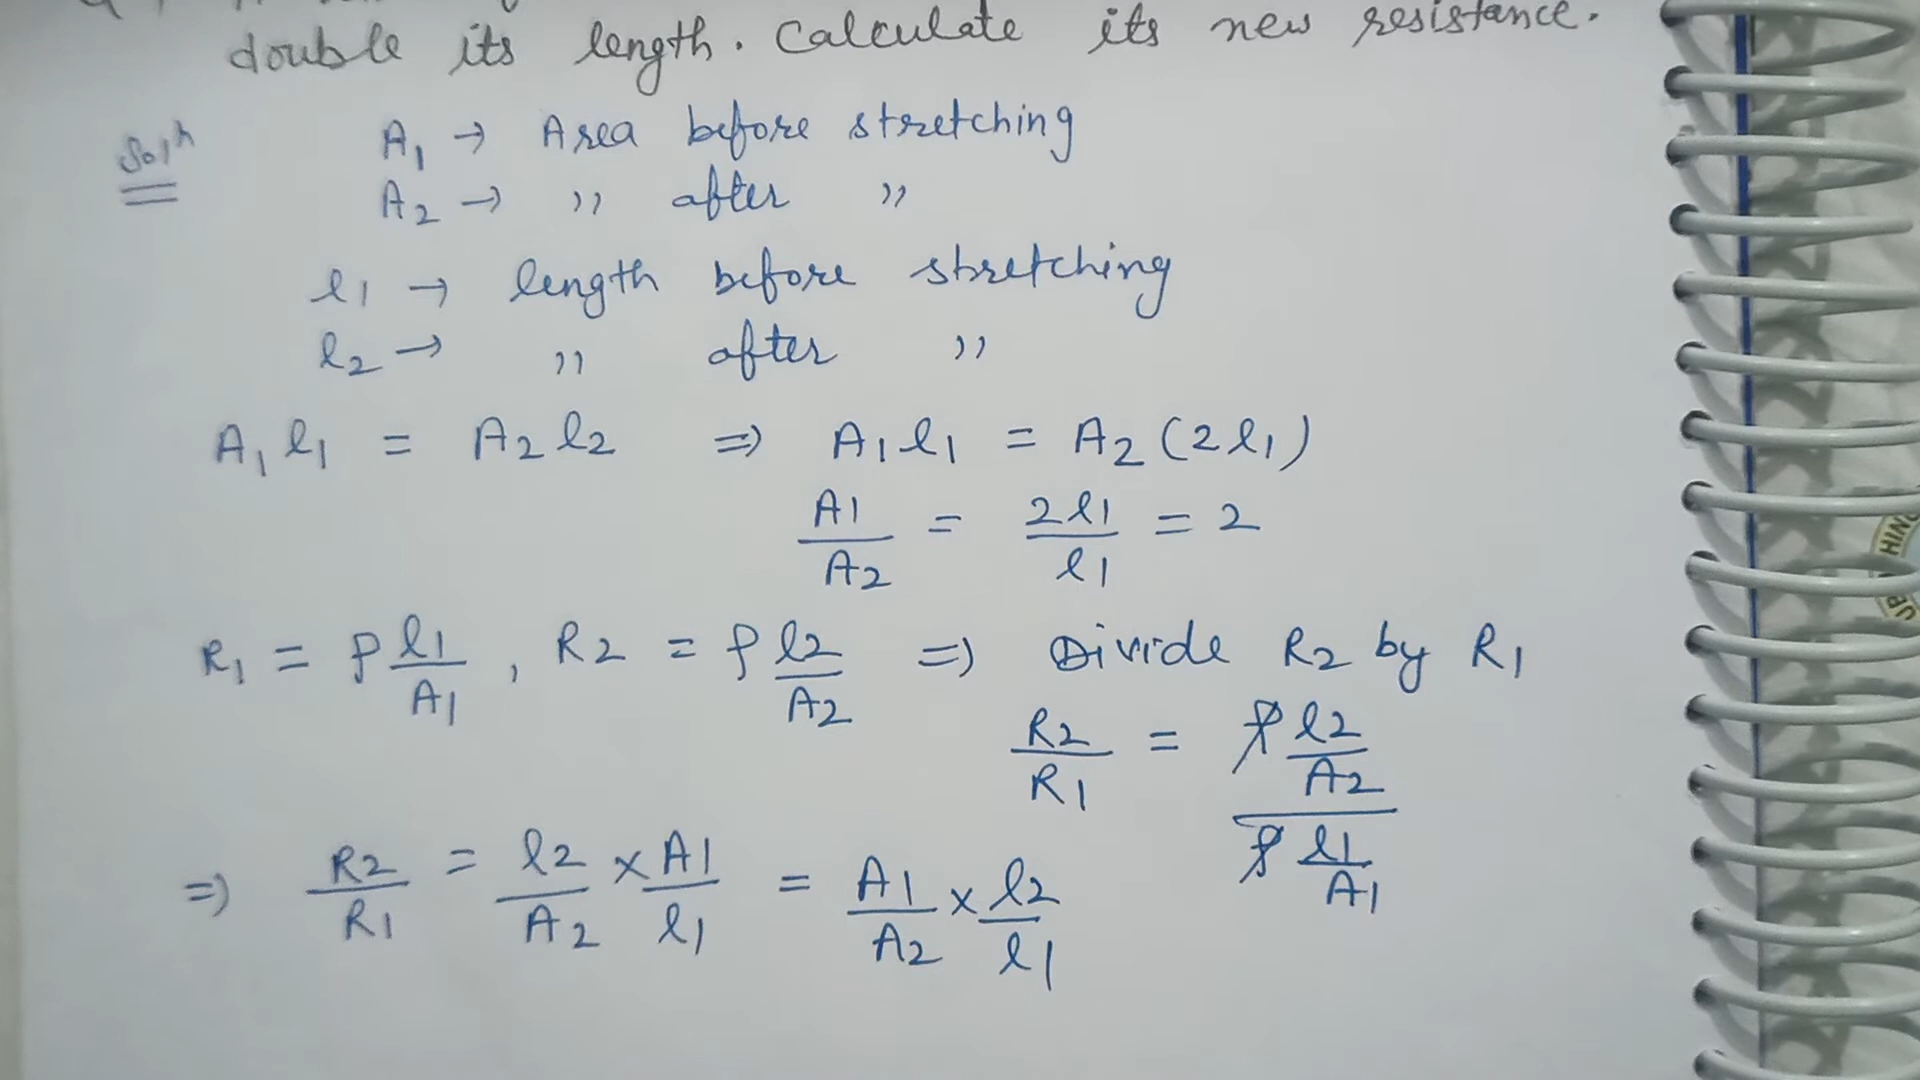 double its length. Calculate its new resistance.
Soln
A1 → Area before stretching
A2 → ,, after ,,
l1 → length before stretching
l2 → ,, after ,,
A1 l1 = A2 l2 => A1 l1 = A2 (2l1)
A1/A2 = 2l1/l1 = 2
R1 = ρ l1/A1 , R2 = ρ l2/A2 => Divide R2 by R1
R2/R1 = ρ l2/A2 / ρ l1/A1
=> R2/R1 = l2/A2 × A1/l1 = A1/A2 × l2/l1
HIN